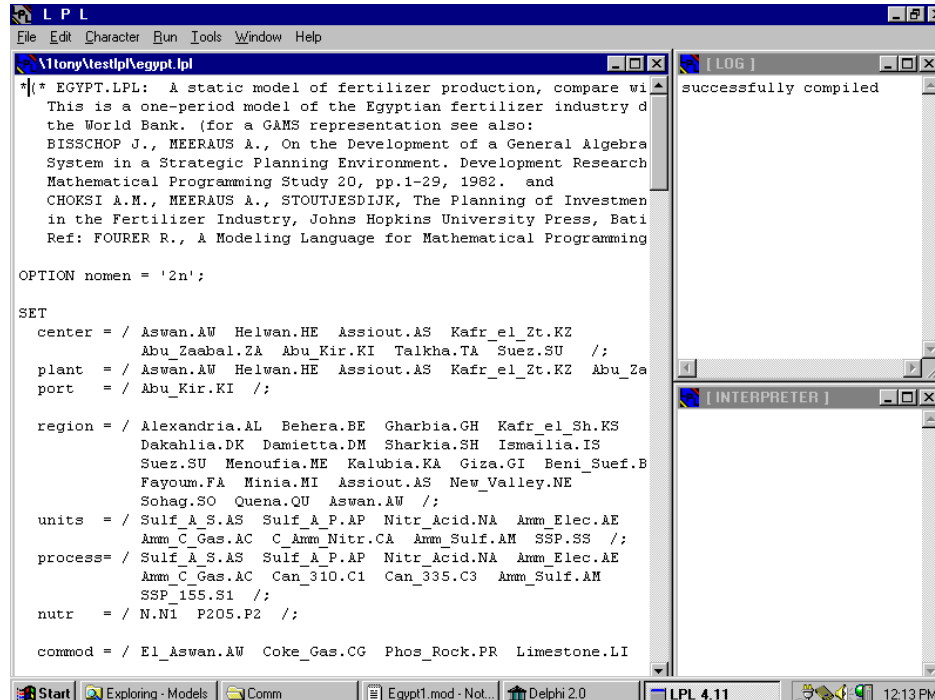 L P L
File Edit Character Run Tools Window Help
\1tony\testlpl\egypt.lpl
*(* EGYPT.LPL: A static model of fertilizer production, compare wi
This is a one-period model of the Egyptian fertilizer industry d
the World Bank. (for a GAMS representation see also:
BISSCHOP J., MEERAUS A., On the Development of a General Algebra
System in a Strategic Planning Environment. Development Research
Mathematical Programming Study 20, pp.1-29, 1982. and
CHOKSI A.M., MEERAUS A., STOUTJESDIJK, The Planning of Investmen
in the Fertilizer Industry, Johns Hopkins University Press, Bati
Ref: FOURER R., A Modeling Language for Mathematical Programming
OPTION nomen = '2n';
SET
center = / Aswan.AW Helwan.HE Assiout.AS Kafr_el_Zt.KZ
Abu_Zaabal.ZA Abu_Kir.KI Talkha.TA Suez.SU /;
plant = / Aswan.AW Helwan.HE Assiout.AS Kafr_el_Zt.KZ Abu_Za
port = / Abu_Kir.KI /;
region = / Alexandria.AL Behera.BE Gharbia.GH Kafr_el_Sh.KS
Dakahlia.DK Damietta.DM Sharkia.SH Ismailia.IS
Suez.SU Menoufia.ME Kalubia.KA Giza.GI Beni_Suef.B
Fayoum.FA Minia.MI Assiout.AS New_Valley.NE
Sohag.SO Quena.QU Aswan.AW /;
units = / Sulf_A_S.AS Sulf_A_P.AP Nitr_Acid.NA Amm_Elec.AE
Amm_C_Gas.AC C_Amm_Nitr.CA Amm_Sulf.AM SSP.SS /;
process= / Sulf_A_S.AS Sulf_A_P.AP Nitr_Acid.NA Amm_Elec.AE
Amm_C_Gas.AC Can_310.C1 Can_335.C3 Amm_Sulf.AM
SSP_155.S1 /;
nutr = / N.N1 P205.P2 /;
commod = / El_Aswan.AW Coke_Gas.CG Phos_Rock.PR Limestone.LI
[ LOG ]
successfully compiled
[ INTERPRETER ]
Start Exploring - Models Comm Egypt1.mod - Not... Delphi 2.0 LPL 4.11 12:13 PM